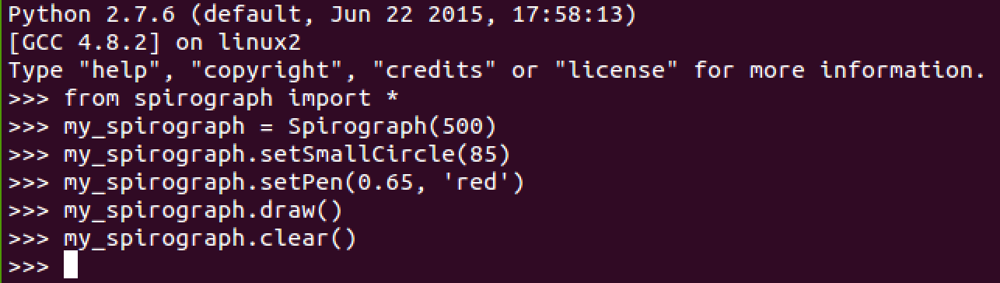 Python 2.7.6 (default, Jun 22 2015, 17:58:13)
[GCC 4.8.2] on linux2
Type "help", "copyright", "credits" or "license" for more information.
>>> from spirograph import *
>>> my_spirograph = Spirograph(500)
>>> my_spirograph.setSmallCircle(85)
>>> my_spirograph.setPen(0.65, 'red')
>>> my_spirograph.draw()
>>> my_spirograph.clear()
>>>